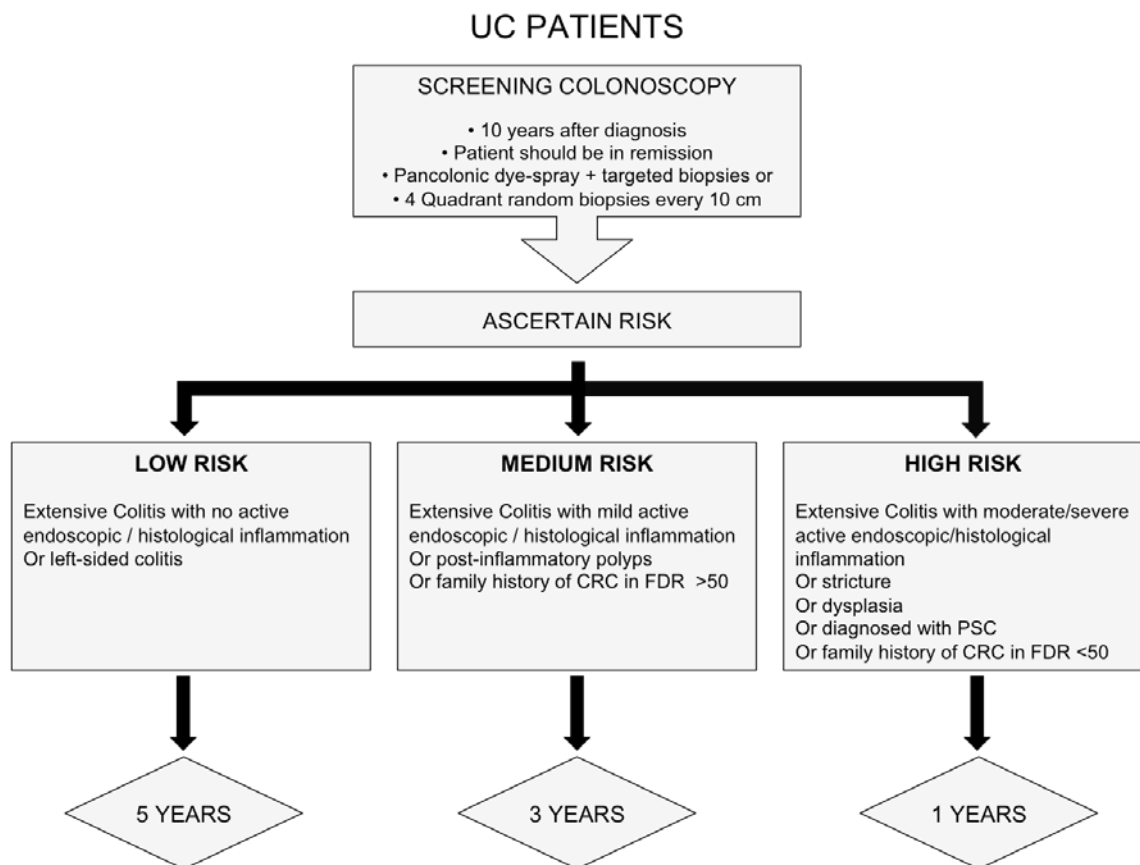 UC PATIENTS
SCREENING COLONOSCOPY
• 10 years after diagnosis
• Patient should be in remission
• Pancolonic dye-spray + targeted biopsies or
• 4 Quadrant random biopsies every 10 cm
ASCERTAIN RISK
LOW RISK
Extensive Colitis with no active
endoscopic / histological inflammation
Or left-sided colitis
MEDIUM RISK
Extensive Colitis with mild active
endoscopic / histological inflammation
Or post-inflammatory polyps
Or family history of CRC in FDR >50
HIGH RISK
Extensive Colitis with moderate/severe
active endoscopic/histological
inflammation
Or stricture
Or dysplasia
Or diagnosed with PSC
Or family history of CRC in FDR <50
5 YEARS
3 YEARS
1 YEARS